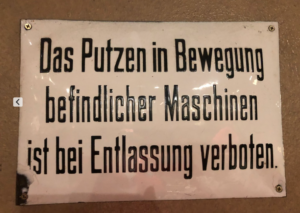 Das Putzen in Bewegung
befindlicher Maschinen
ist bei Entlassung verboten.